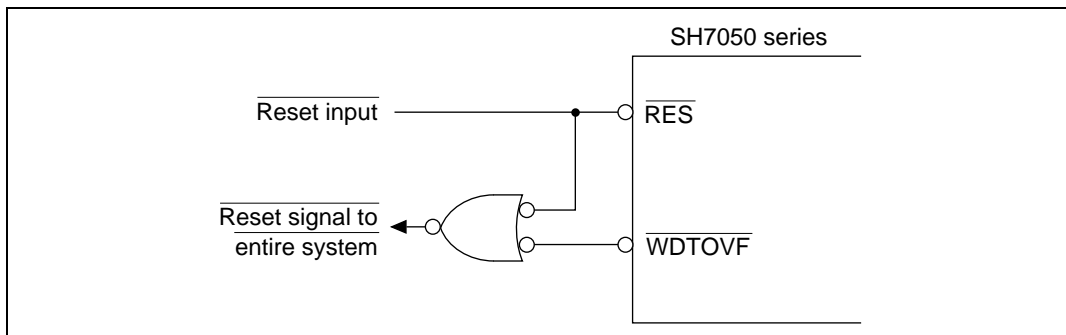 SH7050 series
Reset input
RES
Reset signal to
entire system
WDTOVF